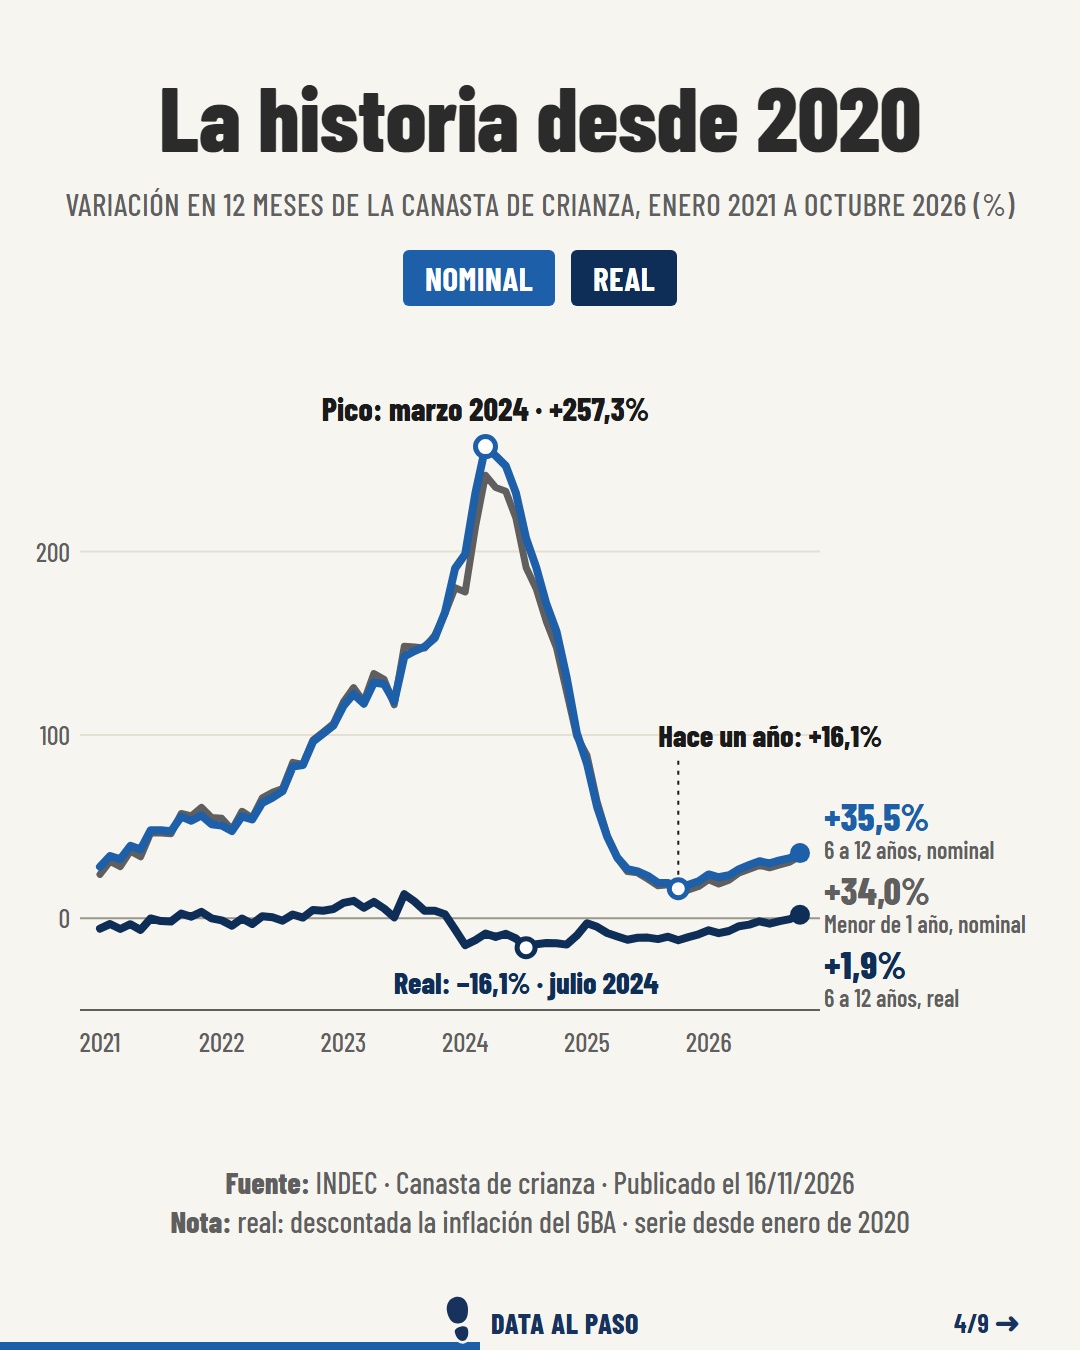 La historia desde 2020
VARIACIÓN EN 12 MESES DE LA CANASTA DE CRIANZA, ENERO 2021 A OCTUBRE 2026 (%)
NOMINAL
REAL
Pico: marzo 2024 · +257,3%
200
100
Hace un año: +16,1%
+35,5%
6 a 12 años, nominal
+34,0%
Menor de 1 año, nominal
0
+1,9%
6 a 12 años, real
Real: −16,1% · julio 2024
2021 2022 2023 2024 2025 2026
Fuente: INDEC · Canasta de crianza · Publicado el 16/11/2026
Nota: real: descontada la inflación del GBA · serie desde enero de 2020
DATA AL PASO
4/9 →